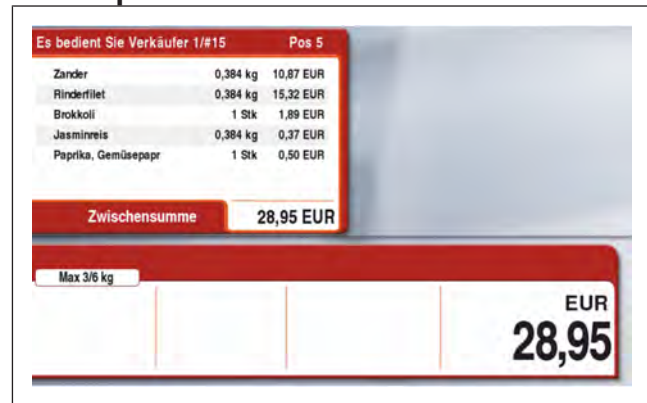 Es bedient Sie Verkäufer 1/#15 Pos 5
Zander 0,384 kg 10,87 EUR
Rinderfilet 0,384 kg 15,32 EUR
Brokkoli 1 Stk 1,89 EUR
Jasminreis 0,384 kg 0,37 EUR
Paprika, Gemüsepapr 1 Stk 0,50 EUR
Zwischensumme 28,95 EUR
Max 3/6 kg
EUR
28,95